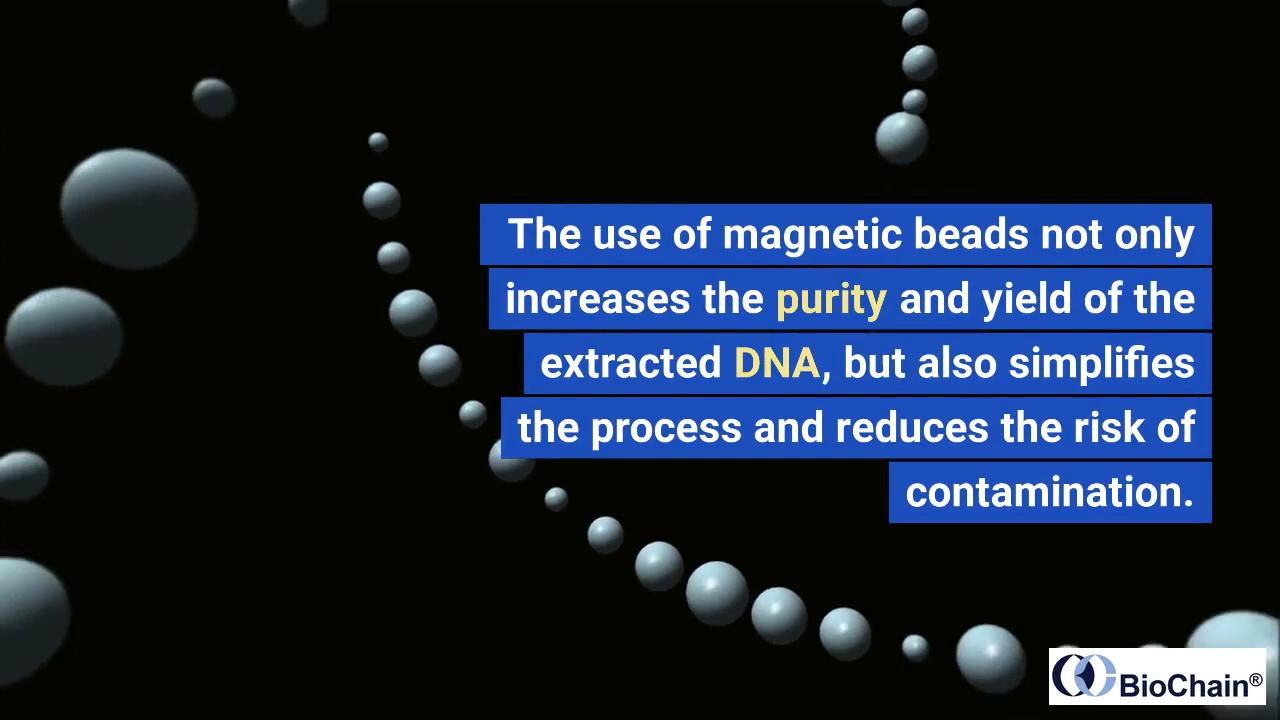 The use of magnetic beads not only
increases the purity and yield of the
extracted DNA, but also simplifies
the process and reduces the risk of
contamination.
BioChain®